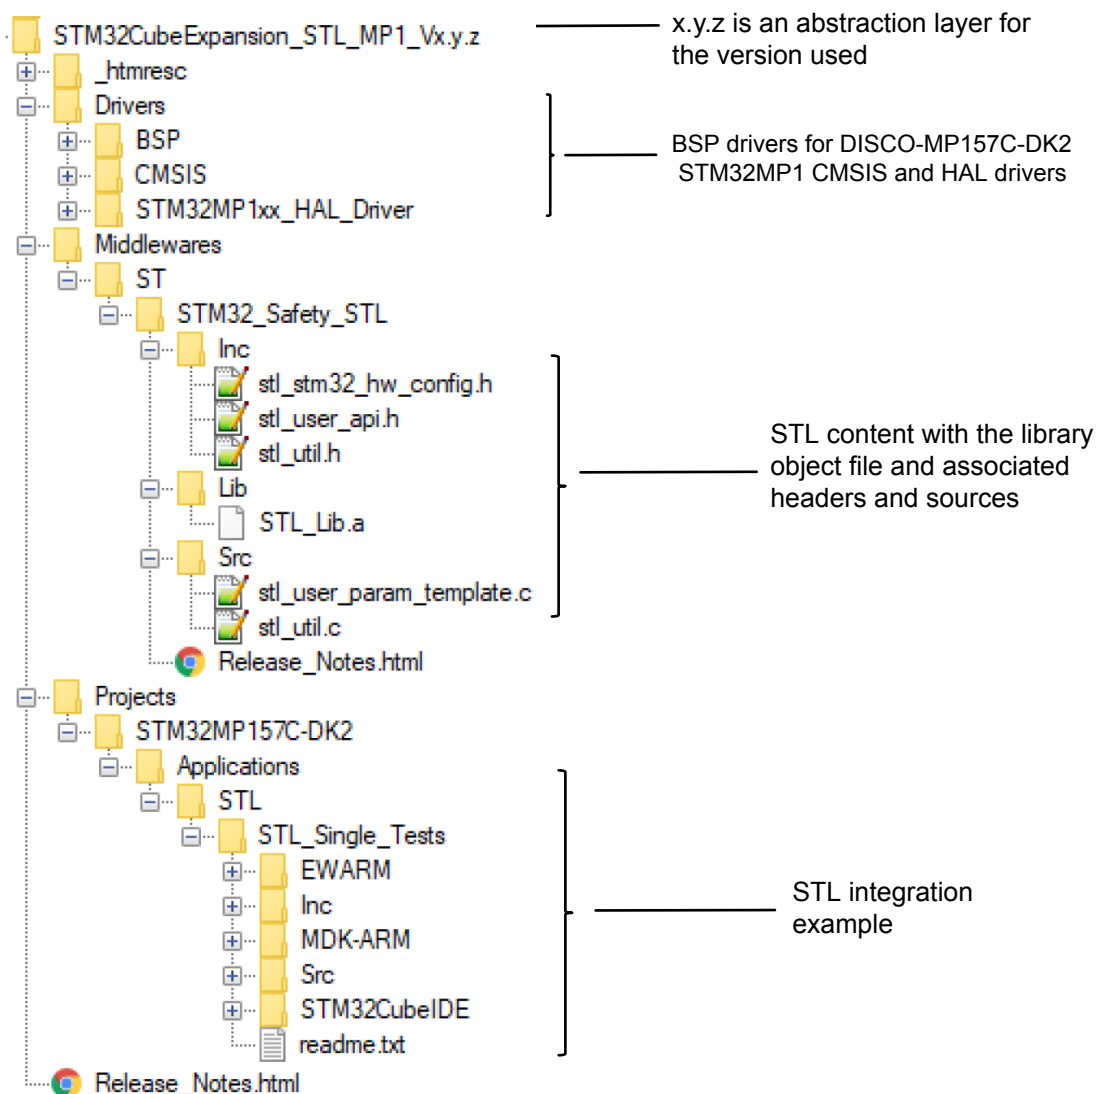 STM32CubeExpansion_STL_MP1_Vx.y.z
x.y.z is an abstraction layer for
the version used
_htmresc
Drivers
BSP
CMSIS
STM32MP1xx_HAL_Driver
BSP drivers for DISCO-MP157C-DK2
STM32MP1 CMSIS and HAL drivers
Middlewares
ST
STM32_Safety_STL
Inc
stl_stm32_hw_config.h
stl_user_api.h
stl_util.h
Lib
STL_Lib.a
Src
stl_user_param_template.c
stl_util.c
STL content with the library
object file and associated
headers and sources
Release_Notes.html
Projects
STM32MP157C-DK2
Applications
STL
STL_Single_Tests
EWARM
Inc
MDK-ARM
Src
STM32CubeIDE
readme.txt
STL integration
example
Release_Notes.html